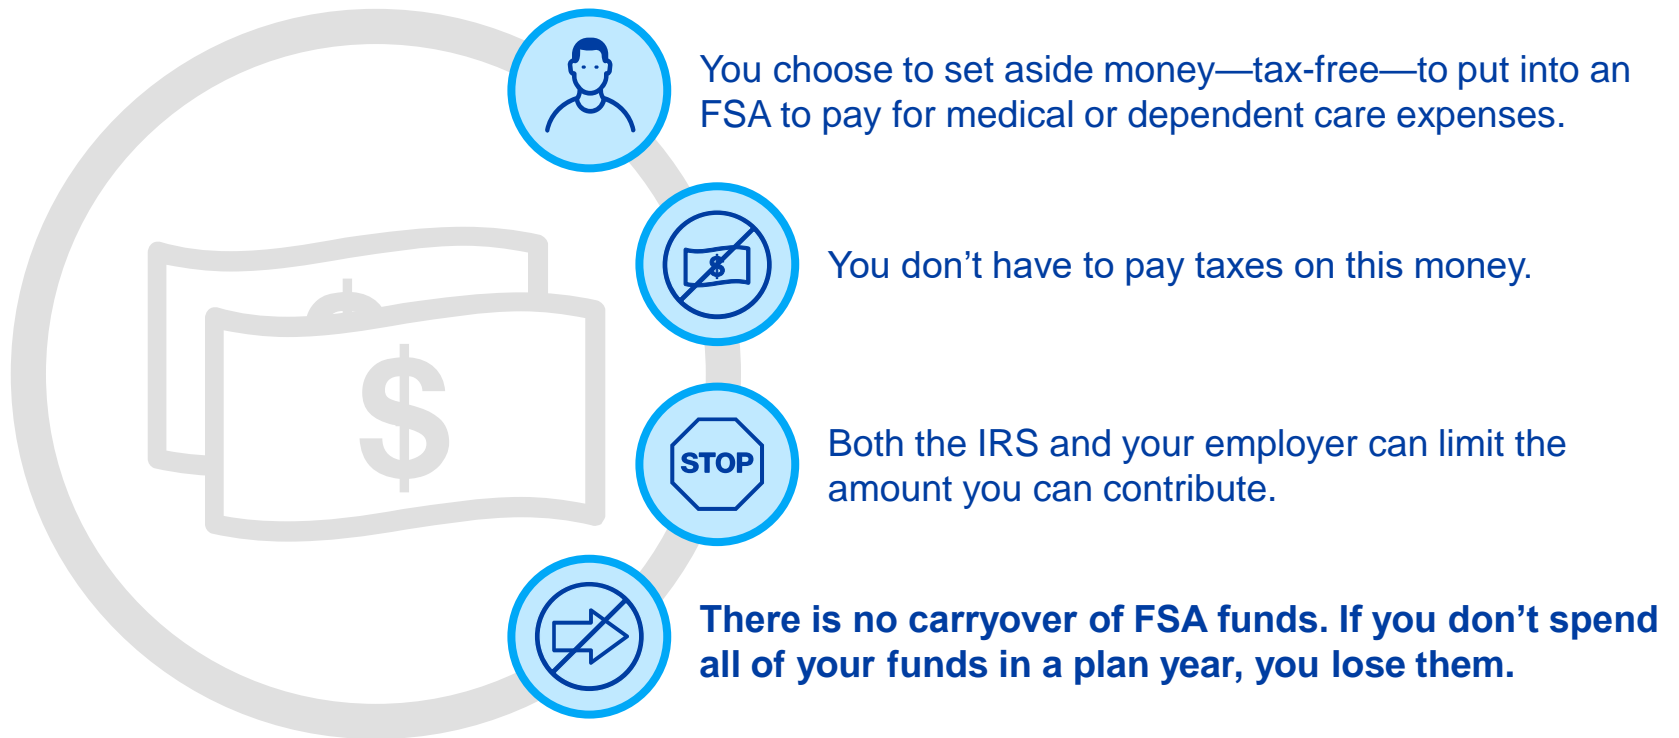 You choose to set aside money—tax-free—to put into an
FSA to pay for medical or dependent care expenses.
$
You don’t have to pay taxes on this money.
$
$
STOP
Both the IRS and your employer can limit the
amount you can contribute.
There is no carryover of FSA funds. If you don’t spend
all of your funds in a plan year, you lose them.